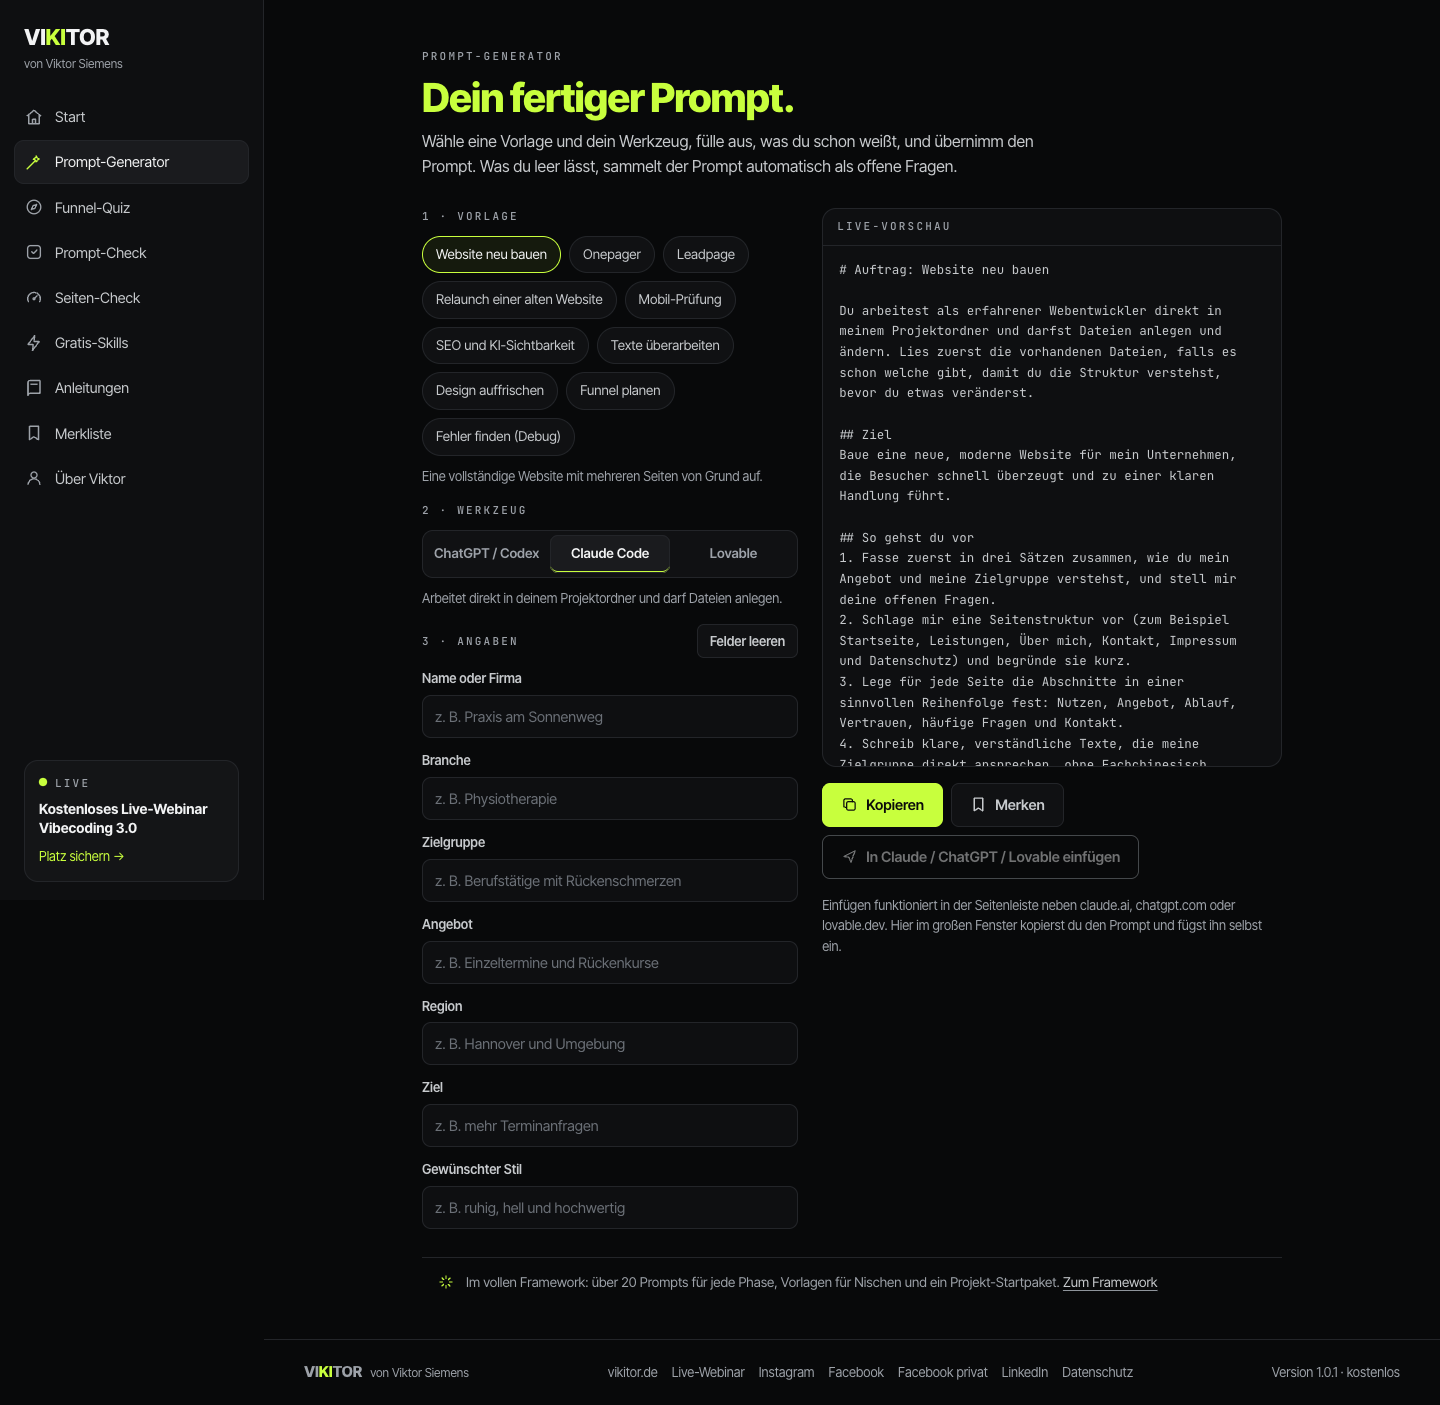 VIKITOR
von Viktor Siemens
Start
Prompt-Generator
Funnel-Quiz
Prompt-Check
Seiten-Check
Gratis-Skills
Anleitungen
Merkliste
Über Viktor
LIVE
Kostenloses Live-Webinar
Vibecoding 3.0
Platz sichern →
PROMPT-GENERATOR
Dein fertiger Prompt.
Wähle eine Vorlage und dein Werkzeug, fülle aus, was du schon weißt, und übernimm den
Prompt. Was du leer lässt, sammelt der Prompt automatisch als offene Fragen.
1 · VORLAGE
Website neu bauen
Onepager
Leadpage
Relaunch einer alten Website
Mobil-Prüfung
SEO und KI-Sichtbarkeit
Texte überarbeiten
Design auffrischen
Funnel planen
Fehler finden (Debug)
Eine vollständige Website mit mehreren Seiten von Grund auf.
2 · WERKZEUG
ChatGPT / Codex
Claude Code
Lovable
Arbeitet direkt in deinem Projektordner und darf Dateien anlegen.
3 · ANGABEN
Felder leeren
Name oder Firma
z. B. Praxis am Sonnenweg
Branche
z. B. Physiotherapie
Zielgruppe
z. B. Berufstätige mit Rückenschmerzen
Angebot
z. B. Einzeltermine und Rückenkurse
Region
z. B. Hannover und Umgebung
Ziel
z. B. mehr Terminanfragen
Gewünschter Stil
z. B. ruhig, hell und hochwertig
LIVE-VORSCHAU
# Auftrag: Website neu bauen
Du arbeitest als erfahrener Webentwickler direkt in
meinem Projektordner und darfst Dateien anlegen und
ändern. Lies zuerst die vorhandenen Dateien, falls es
schon welche gibt, damit du die Struktur verstehst,
bevor du etwas veränderst.
## Ziel
Baue eine neue, moderne Website für mein Unternehmen,
die Besucher schnell überzeugt und zu einer klaren
Handlung führt.
## So gehst du vor
1. Fasse zuerst in drei Sätzen zusammen, wie du mein
Angebot und meine Zielgruppe verstehst, und stell mir
deine offenen Fragen.
2. Schlage mir eine Seitenstruktur vor (zum Beispiel
Startseite, Leistungen, Über mich, Kontakt, Impressum
und Datenschutz) und begründe sie kurz.
3. Lege für jede Seite die Abschnitte in einer
sinnvollen Reihenfolge fest: Nutzen, Angebot, Ablauf,
Vertrauen, häufige Fragen und Kontakt.
4. Schreib klare, verständliche Texte, die meine
Zielgruppe direkt ansprechen, ohne Fachchinesisch
Kopieren
Merken
In Claude / ChatGPT / Lovable einfügen
Einfügen funktioniert in der Seitenleiste neben claude.ai, chatgpt.com oder
lovable.dev. Hier im großen Fenster kopierst du den Prompt und fügst ihn selbst
ein.
Im vollen Framework: über 20 Prompts für jede Phase, Vorlagen für Nischen und ein Projekt-Startpaket. Zum Framework
VIKITOR von Viktor Siemens
vikitor.de
Live-Webinar
Instagram
Facebook
Facebook privat
LinkedIn
Datenschutz
Version 1.0.1 · kostenlos